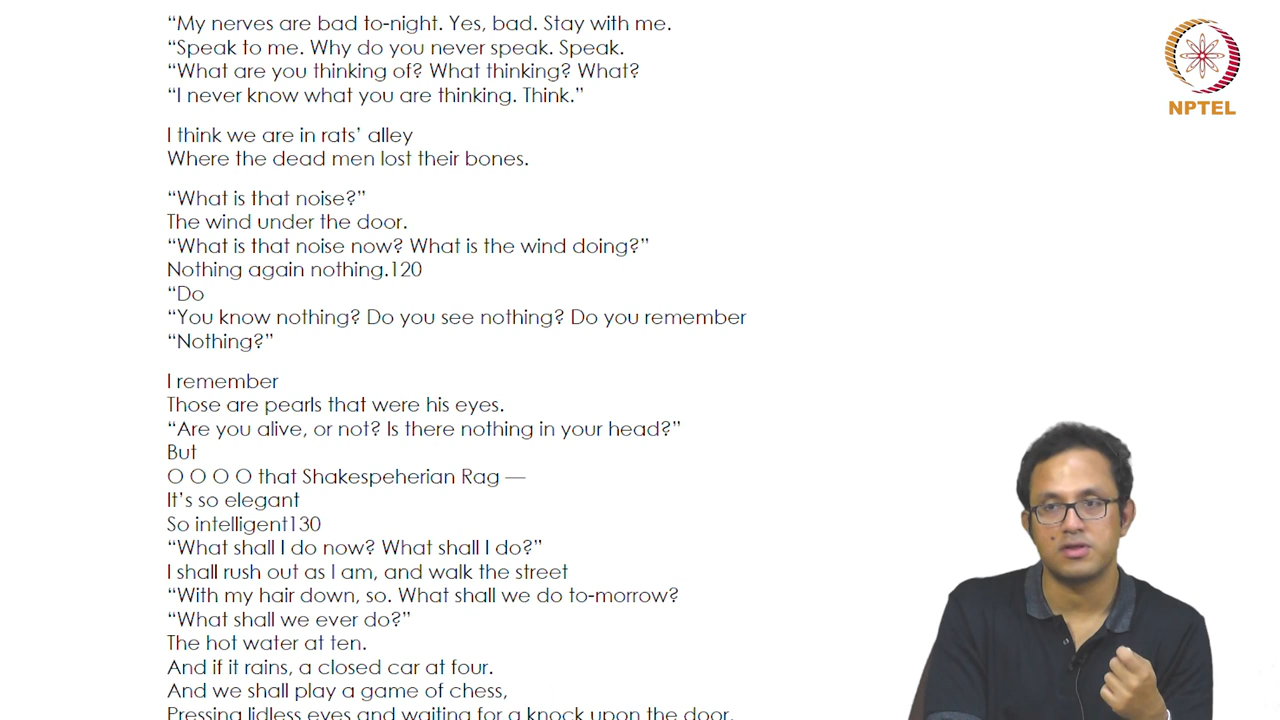 “My nerves are bad to-night. Yes, bad. Stay with me.
“Speak to me. Why do you never speak. Speak.
“What are you thinking of? What thinking? What?
“I never know what you are thinking. Think.”
I think we are in rats’ alley
Where the dead men lost their bones.
“What is that noise?”
The wind under the door.
“What is that noise now? What is the wind doing?”
Nothing again nothing.120
“Do
“You know nothing? Do you see nothing? Do you remember
“Nothing?”
I remember
Those are pearls that were his eyes.
“Are you alive, or not? Is there nothing in your head?”
But
O O O O that Shakespeherian Rag —
It’s so elegant
So intelligent130
“What shall I do now? What shall I do?”
I shall rush out as I am, and walk the street
“With my hair down, so. What shall we do to-morrow?
“What shall we ever do?”
The hot water at ten.
And if it rains, a closed car at four.
And we shall play a game of chess,
Pressing lidless eyes and waiting for a knock upon the door.
NPTEL